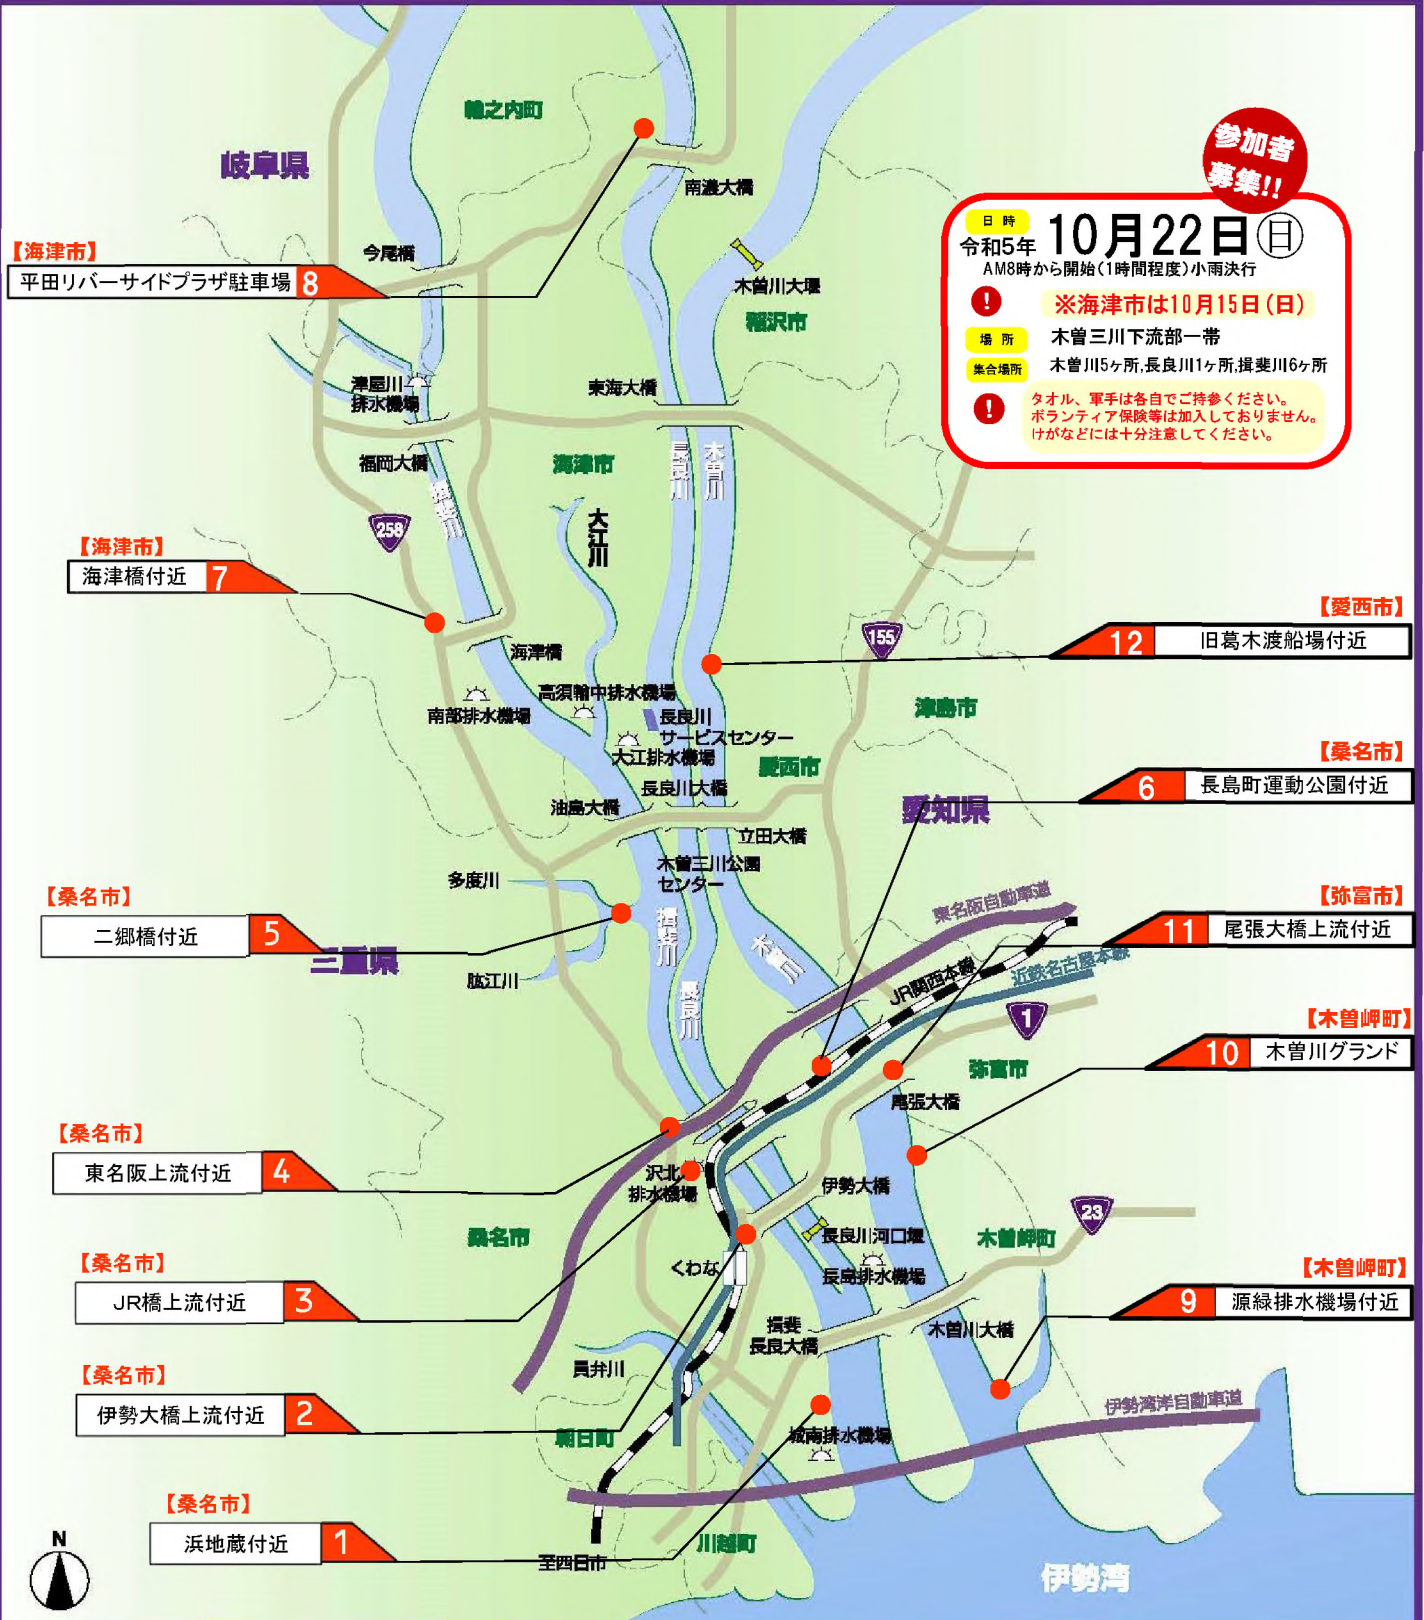 参加者
募集!!
日時
令和5年 10月22日㊐
AM8時から開始(1時間程度)小雨決行
! ※海津市は10月15日(日)
場所 木曽三川下流部一帯
集合場所 木曽川5ヶ所,長良川1ヶ所,揖斐川6ヶ所
! タオル、軍手は各自でご持参ください。
ボランティア保険等は加入しておりません。
けがなどには十分注意してください。
輪之内町
岐阜県
南濃大橋
【海津市】
平田リバーサイドプラザ駐車場 8
今尾橋
木曽川大堰
稲沢市
津屋川
排水機場
東海大橋
福岡大橋
海津市
長良川
木曽川
揖斐川
大江川
258
【海津市】
海津橋付近 7
【愛西市】
12 旧葛木渡船場付近
155
海津橋
高須輪中排水機場
南部排水機場
長良川
サービスセンター
大江排水機場
津島市
愛西市
【桑名市】
6 長島町運動公園付近
長良川大橋
油島大橋
愛知県
立田大橋
木曽三川公園
センター
多度川
【桑名市】
二郷橋付近 5
三重県
肱江川
揖斐川
長良川
木曽川
東名阪自動車道
【弥富市】
11 尾張大橋上流付近
JR関西本線
近鉄名古屋本線
1
【木曽岬町】
10 木曽川グランド
弥富市
尾張大橋
【桑名市】
東名阪上流付近 4
沢北
排水機場
伊勢大橋
23
桑名市
長良川河口堰
木曽岬町
【桑名市】
JR橋上流付近 3
くわな
長島排水機場
【木曽岬町】
9 源緑排水機場付近
揖斐
長良大橋
木曽川大橋
員弁川
【桑名市】
伊勢大橋上流付近 2
伊勢湾岸自動車道
朝日町
城南排水機場
【桑名市】
浜地蔵付近 1
川越町
至四日市
伊勢湾
N